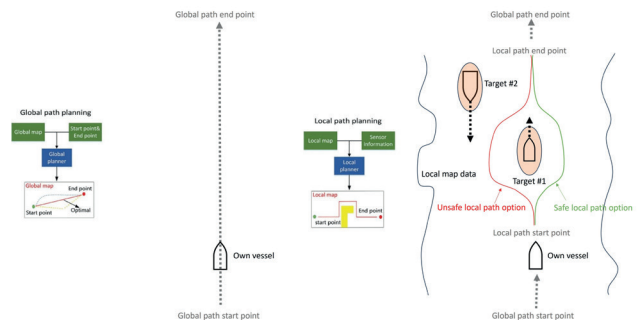 Global path end point
Global path planning
Global map
Start point&
End point
Global
planner
Global map
End point
Start point
Optimal
Own vessel
Global path start point
Local path planning
Local map
Sensor
information
Local
planner
Local map
start point
End point
Global path end point
Local path end point
Target #2
Target #1
Local map data
Unsafe local path option
Safe local path option
Local path start point
Own vessel
Global path start point